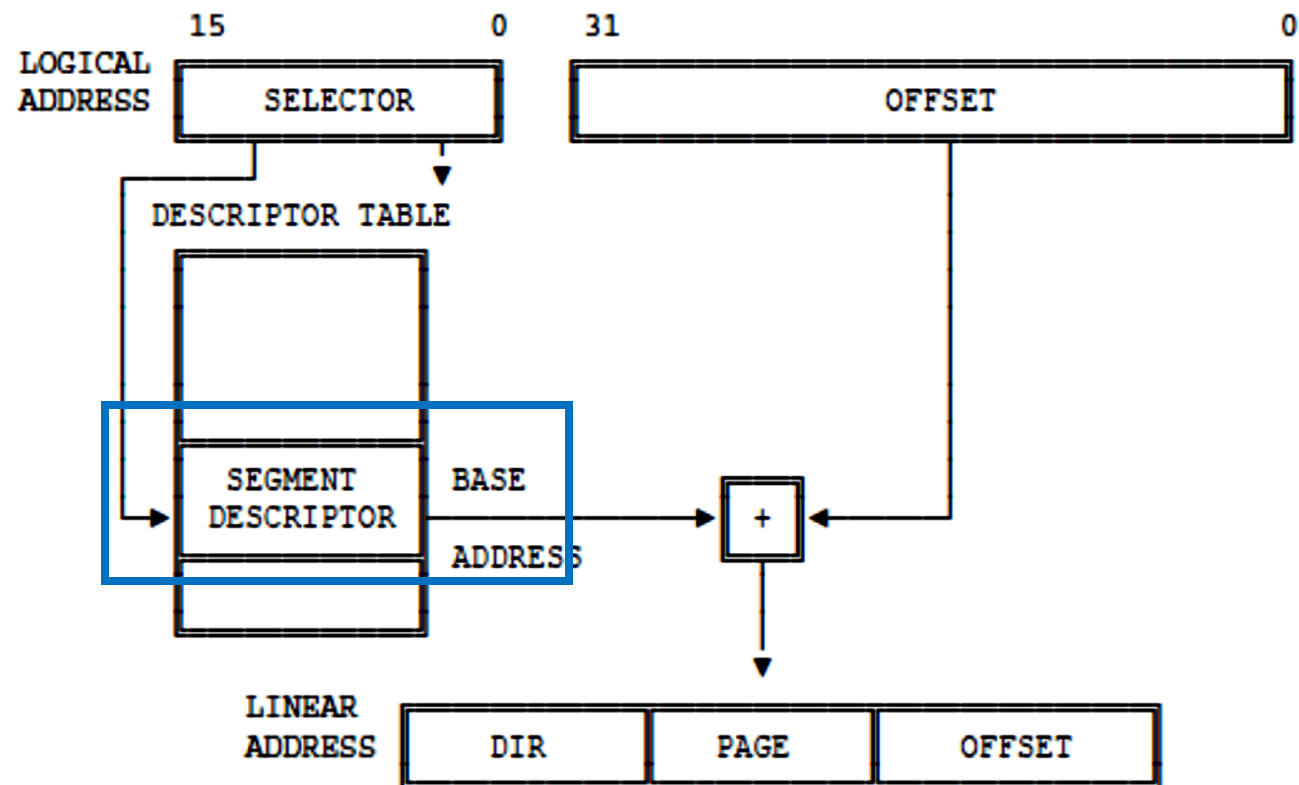 15 0 31 0
LOGICAL
ADDRESS SELECTOR OFFSET
DESCRIPTOR TABLE
SEGMENT BASE
DESCRIPTOR +
ADDRESS
LINEAR
ADDRESS DIR PAGE OFFSET